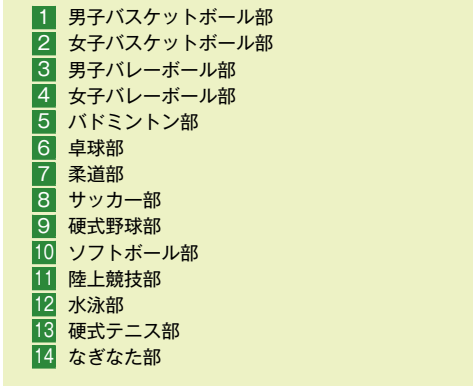 1 男子バスケットボール部
2 女子バスケットボール部
3 男子バレーボール部
4 女子バレーボール部
5 バドミントン部
6 卓球部
7 柔道部
8 サッカー部
9 硬式野球部
10 ソフトボール部
11 陸上競技部
12 水泳部
13 硬式テニス部
14 なぎなた部